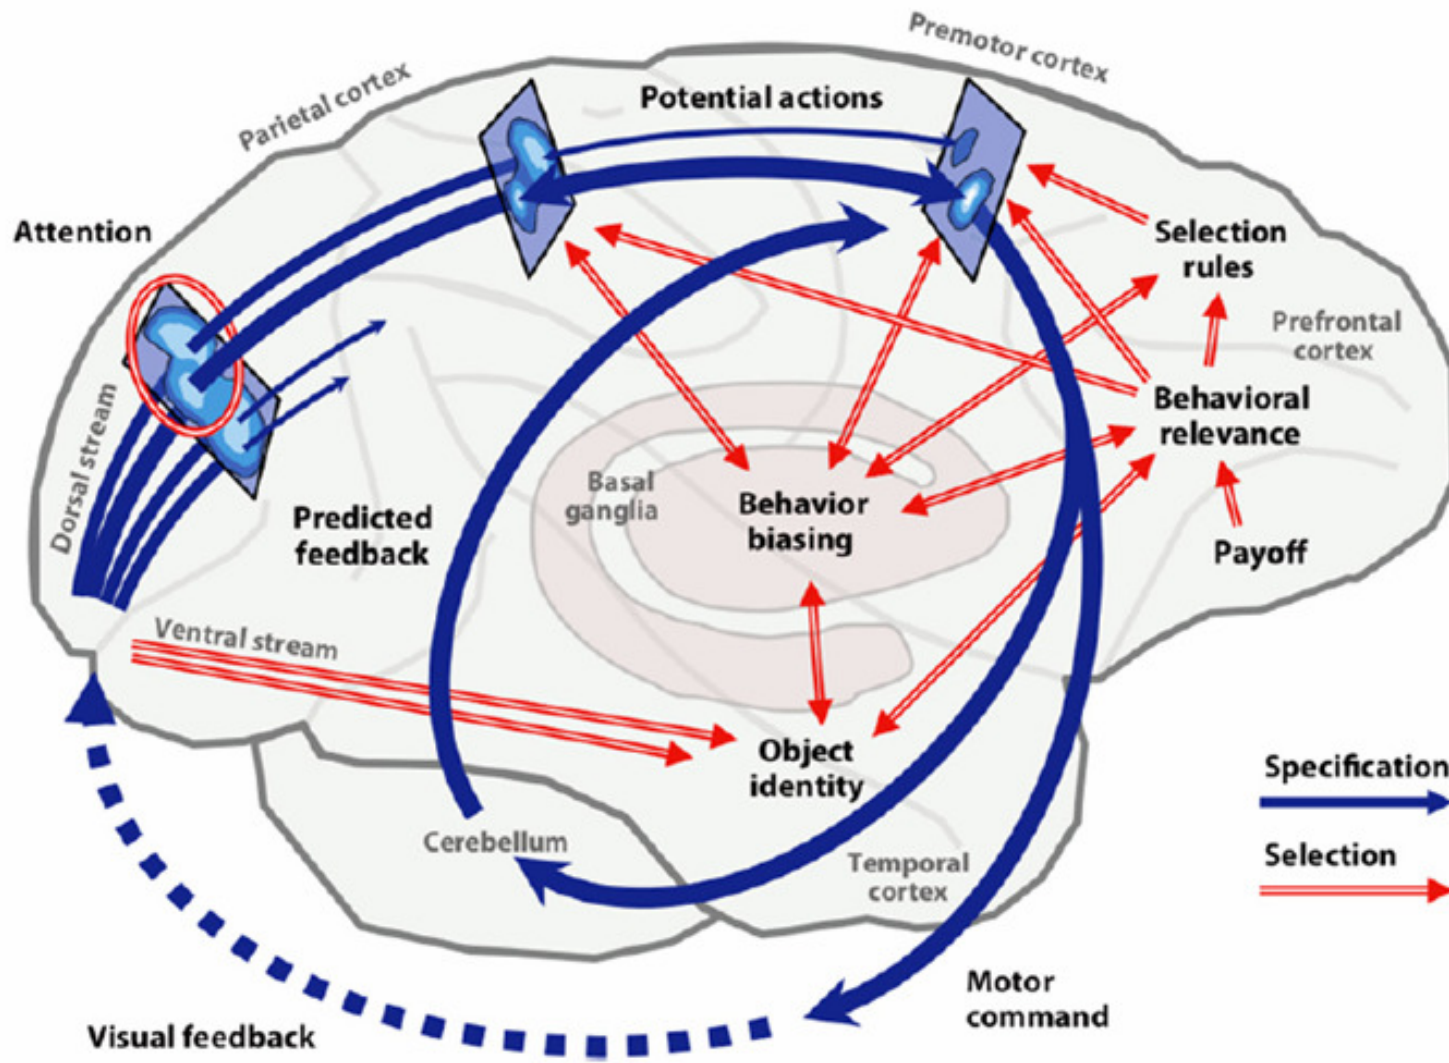 Premotor cortex
Parietal cortex
Potential actions
Attention
Selection
rules
Prefrontal
cortex
Dorsal stream
Behavioral
relevance
Basal
ganglia
Behavior
biasing
Predicted
feedback
Payoff
Ventral stream
Object
identity
Specification
Cerebellum
Temporal
cortex
Selection
Motor
command
Visual feedback